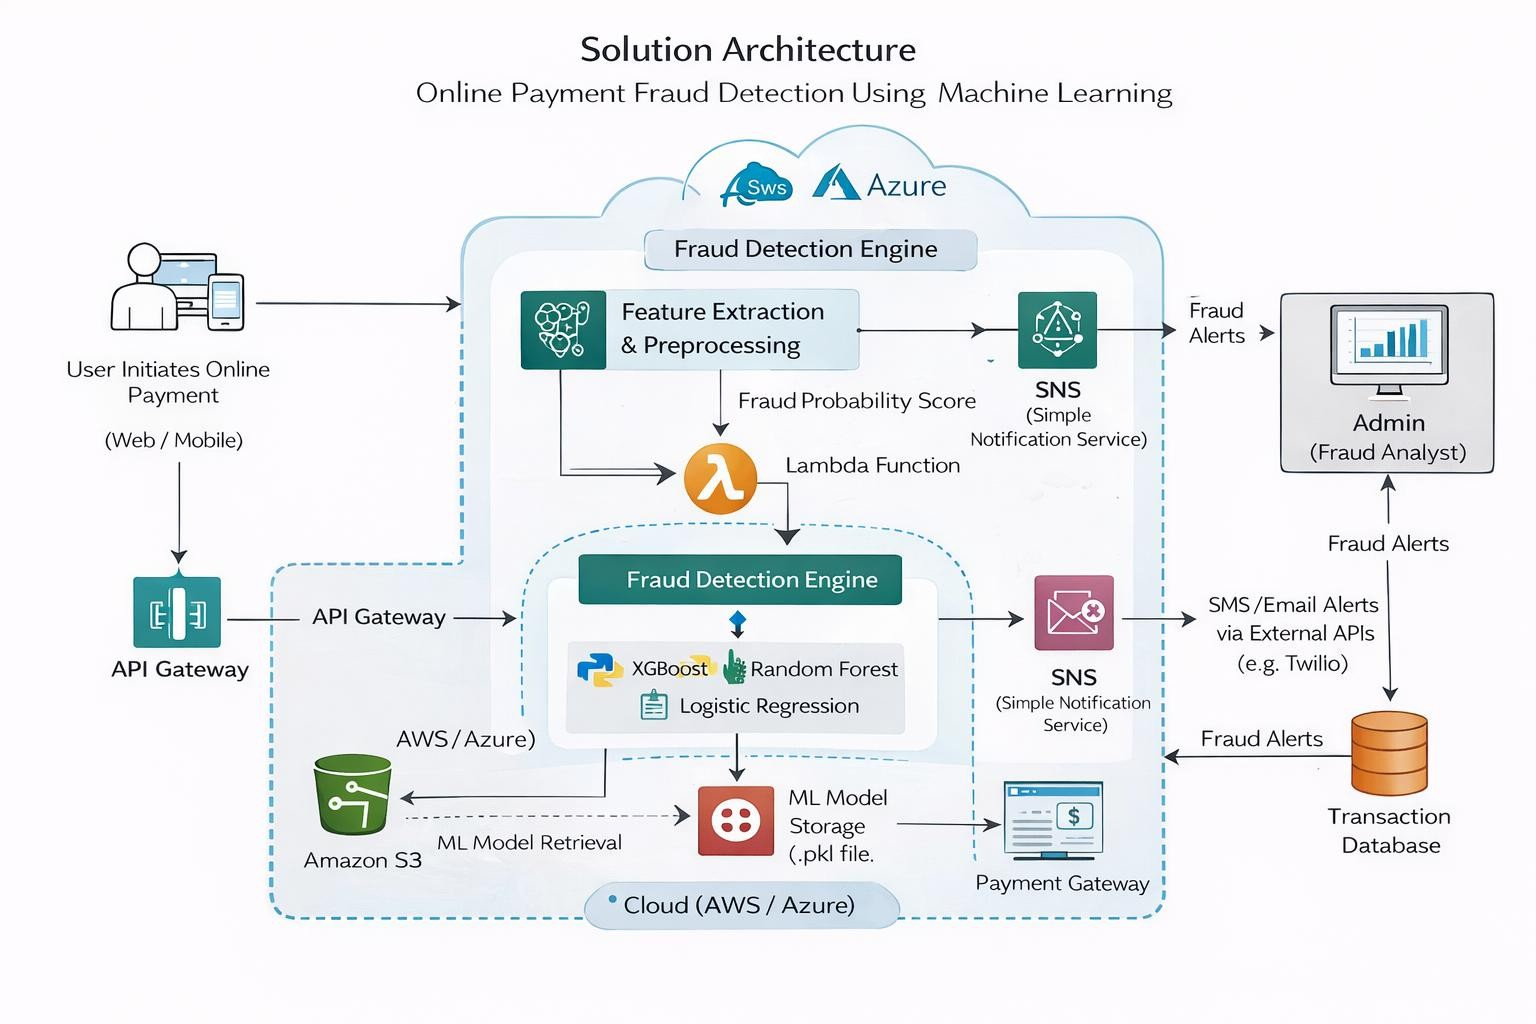 Solution Architecture
Online Payment Fraud Detection Using Machine Learning
Sws
Azure
Fraud Detection Engine
Feature Extraction
& Preprocessing
Fraud
Alerts
User Initiates Online
Payment
(Web / Mobile)
SNS
(Simple
Notification Service)
Fraud Probability Score
Lambda Function
Admin
(Fraud Analyst)
Fraud Alerts
Fraud Detection Engine
API Gateway
API Gateway
XGBoost
Random Forest
Logistic Regression
SNS
(Simple Notification
Service)
SMS/Email Alerts
via External APIs
(e.g. Twilio)
AWS/Azure)
Fraud Alerts
Amazon S3
ML Model Retrieval
ML Model
Storage
(.pkl file.
$
Payment Gateway
Transaction
Database
Cloud (AWS / Azure)